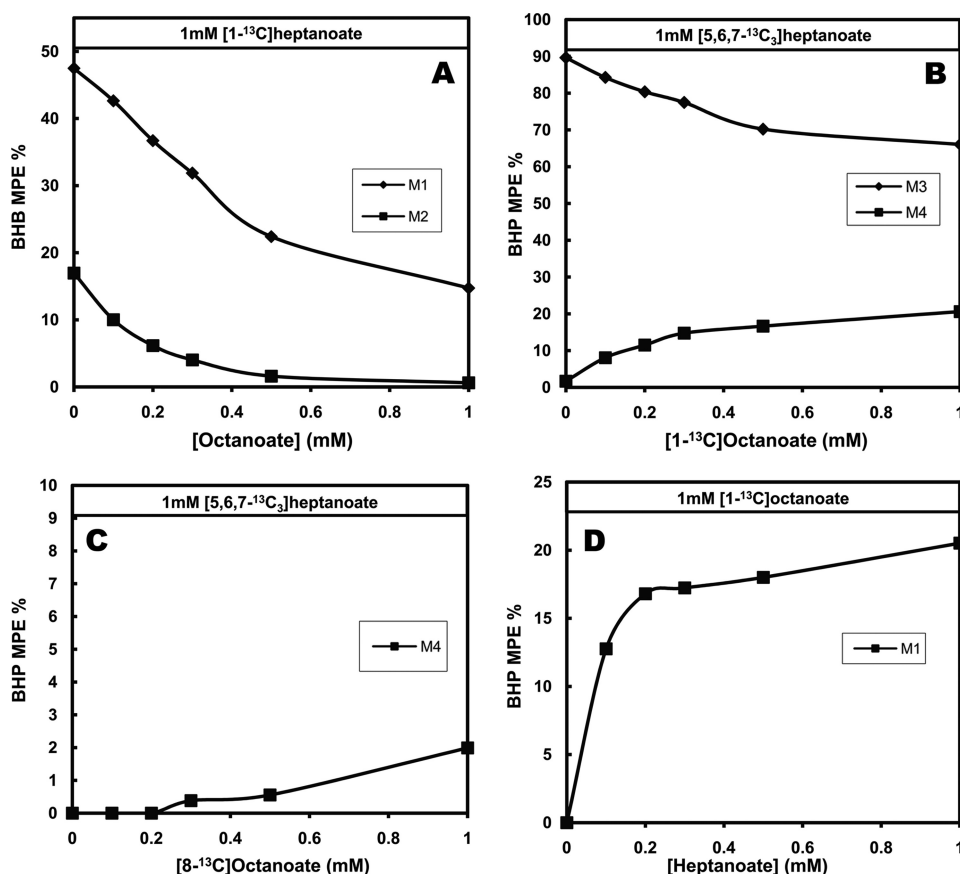 1mM [1-¹³C]heptanoate
A
50
40
30
20
10
0
BHB MPE %
M1
M2
0 0.2 0.4 0.6 0.8 1
[Octanoate] (mM)
1mM [5,6,7-¹³C₃]heptanoate
B
100
90
80
70
60
50
40
30
20
10
0
BHP MPE %
M3
M4
0 0.2 0.4 0.6 0.8 1
[1-¹³C]Octanoate (mM)
1mM [5,6,7-¹³C₃]heptanoate
C
10
9
8
7
6
5
4
3
2
2
0
BHP MPE %
M4
0 0.2 0.4 0.6 0.8 1
[8-¹³C]Octanoate (mM)
1mM [1-¹³C]octanoate
D
25
20
15
10
5
0
BHP MPE %
M1
0 0.2 0.4 0.6 0.8 1
[Heptanoate] (mM)